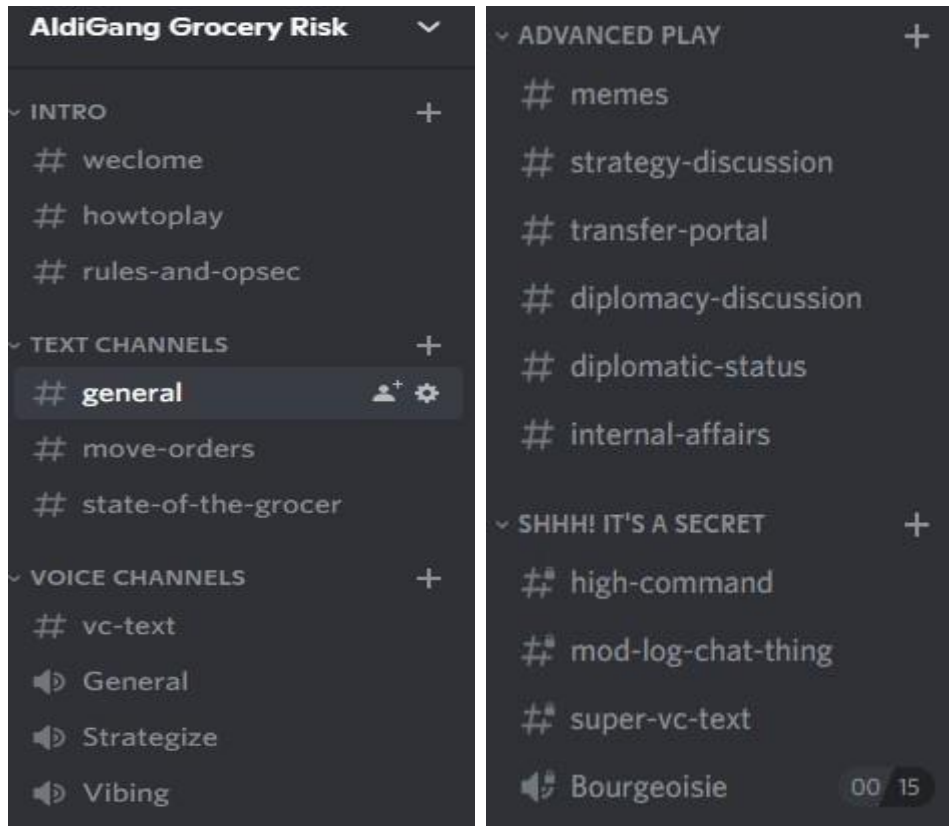 AldiGang Grocery Risk
INTRO
# weclome
# howtoplay
# rules-and-opsec
TEXT CHANNELS
# general
# move-orders
# state-of-the-grocer
VOICE CHANNELS
# vc-text
General
Strategize
Vibing
ADVANCED PLAY
# memes
# strategy-discussion
# transfer-portal
# diplomacy-discussion
# diplomatic-status
# internal-affairs
SHHH! IT'S A SECRET
# high-command
# mod-log-chat-thing
# super-vc-text
Bourgeoisie 00 15